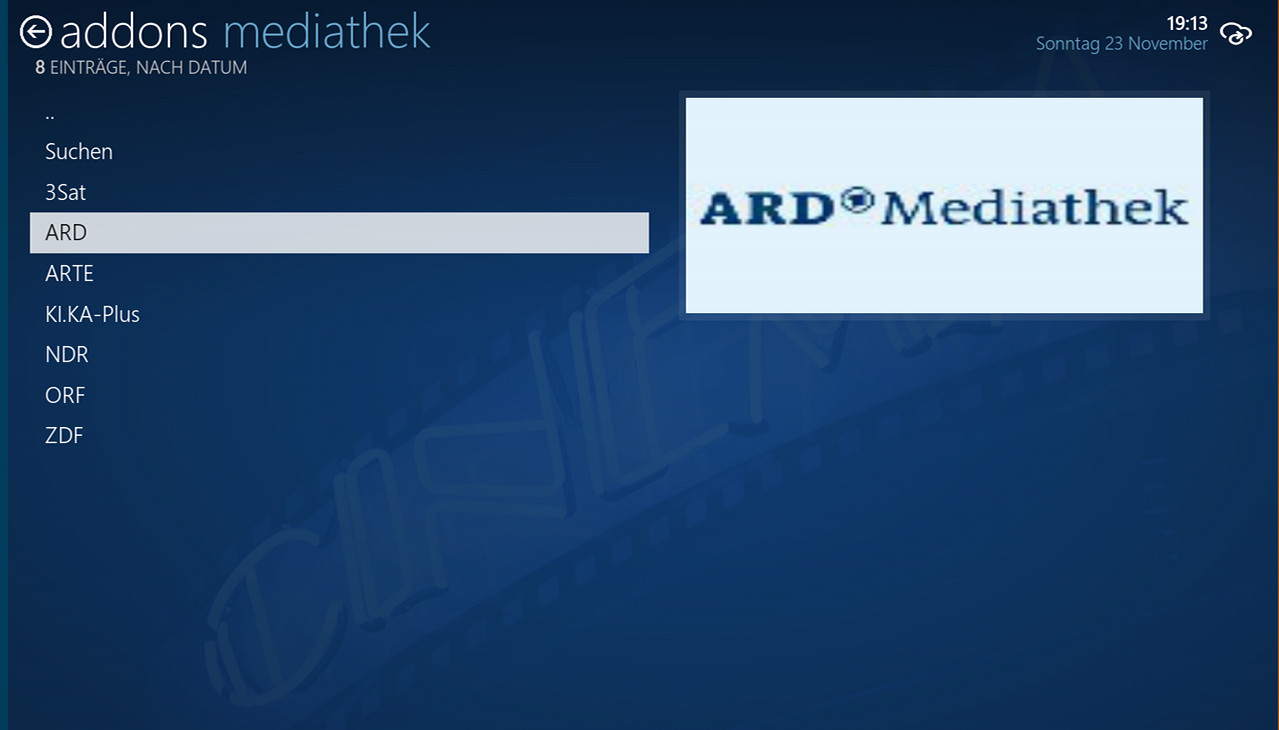 addons mediathek
19:13
Sonntag 23 November
8 EINTRÄGE, NACH DATUM
..
Suchen
3Sat
ARD
ARTE
KI.KA-Plus
NDR
ORF
ZDF
ARD Mediathek
CINEMA